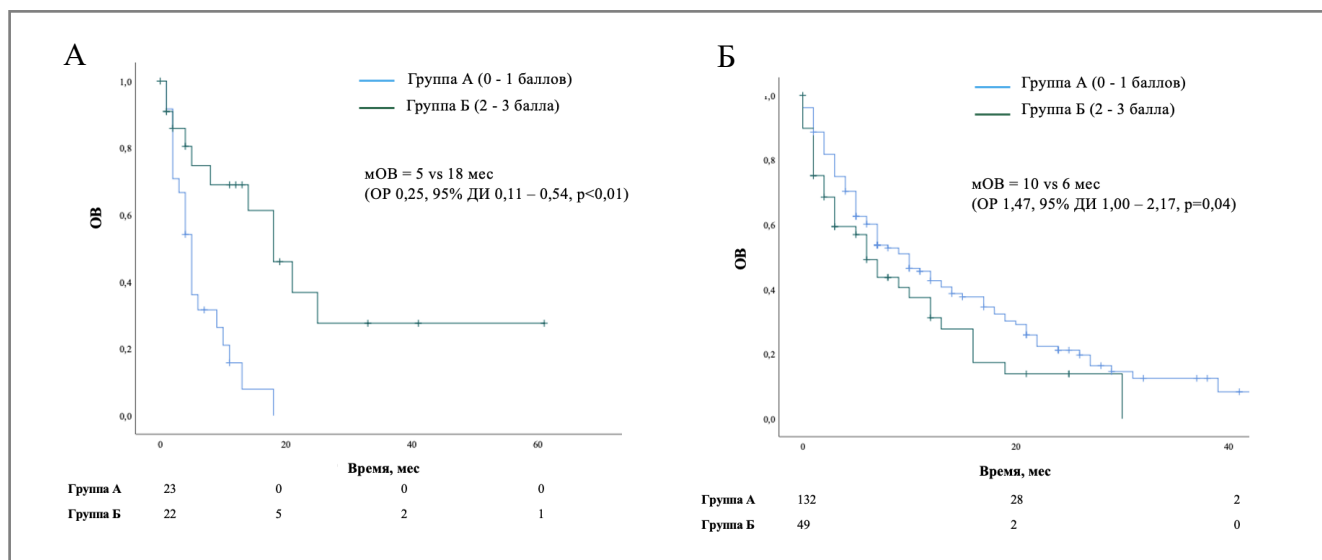 А
Группа А (0 - 1 баллов)
Группа Б (2 - 3 балла)
мОВ = 5 vs 18 мес
(ОР 0,25, 95% ДИ 0,11 – 0,54, p<0,01)
ОВ
1,0
0,8
0,6
0,4
0,2
0,0
0 20 40 60
Время, мес
Группа А 23 0 0 0
Группа Б 22 5 2 1
Б
Группа А (0 - 1 баллов)
Группа Б (2 - 3 балла)
мОВ = 10 vs 6 мес
(ОР 1,47, 95% ДИ 1,00 – 2,17, p=0,04)
ОВ
1,0
0,8
0,6
0,4
0,2
0,0
0 20 40
Время, мес
Группа А 132 28 2
Группа Б 49 2 0